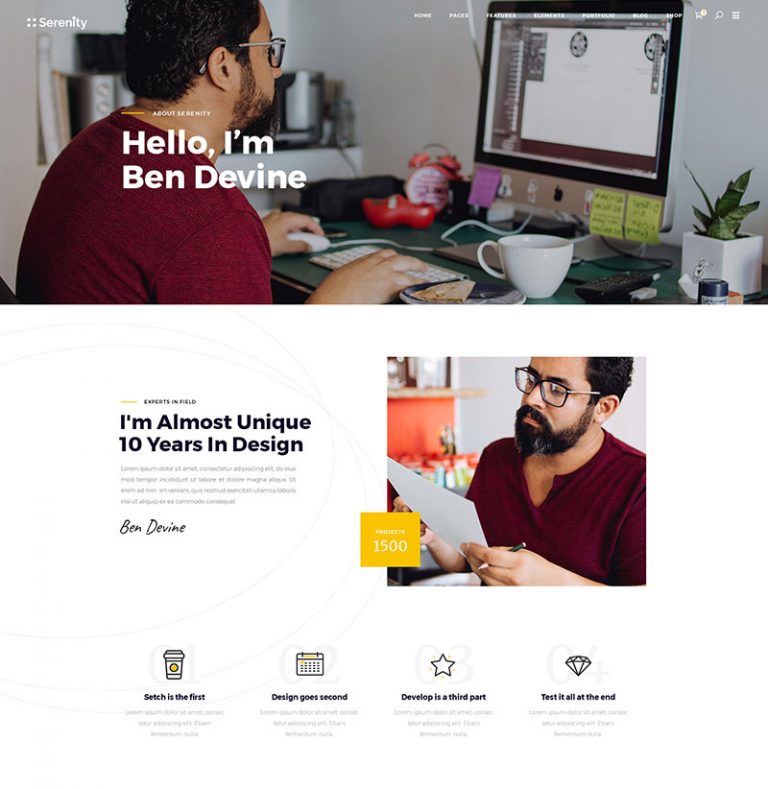 Serenity
HOME PAGES FEATURES ELEMENTS PORTFOLIO BLOG SHOP
ABOUT SERENITY
Hello, I’m
Ben Devine
EXPERTS IN FIELD
I'm Almost Unique
10 Years In Design
Lorem ipsum dolor sit amet, consectetur adipisicing elit, do eius
mod tempor incididunt ut labore et dolore magna aliqua. Ut
enim ad min. im veniam, quis nostrud exercitati ullamco laboris
nisi ut aliquip ex ea commodo consequat.
Ben Devine
PROJECTS
1500
01
Setch is the first
Lorem ipsum dolor sit amet, consec,
tetur adipiscing elit. Etiam
fermentum nulla.
02
Design goes second
Lorem ipsum dolor sit amet, consec,
tetur adipiscing elit. Etiam
fermentum nulla.
03
Develop is a third part
Lorem ipsum dolor sit amet, consec,
tetur adipiscing elit. Etiam
fermentum nulla.
04
Test it all at the end
Lorem ipsum dolor sit amet, consec,
tetur adipiscing elit. Etiam
fermentum nulla.